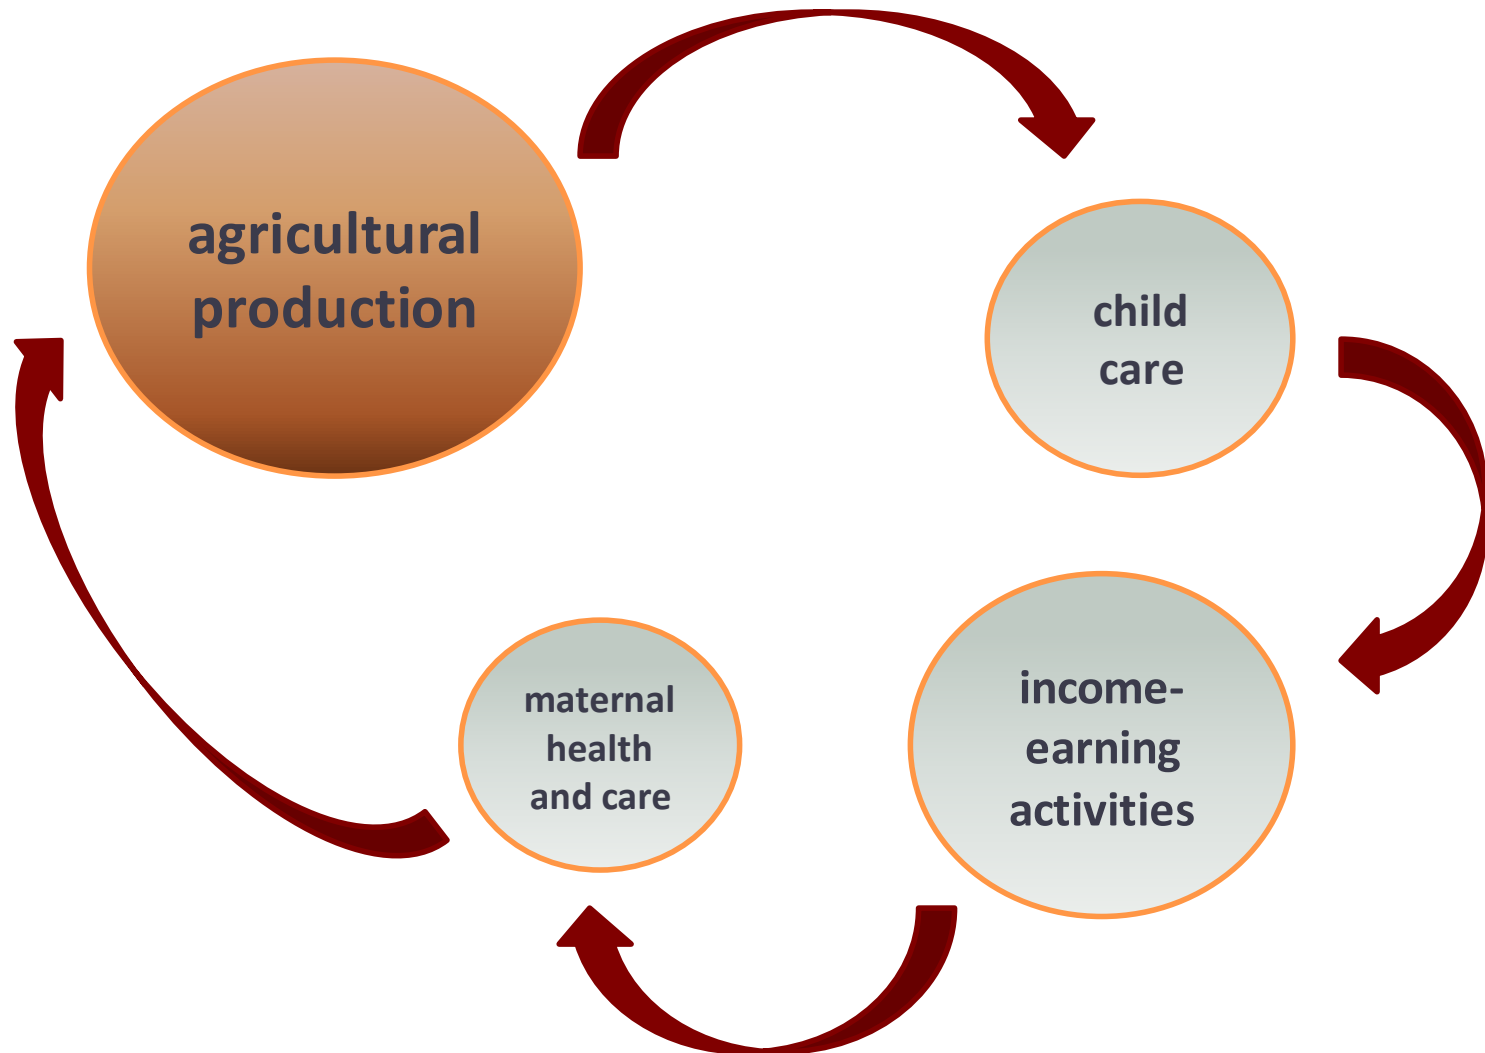 agricultural
production
child
care
income-
earning
activities
maternal
health
and care